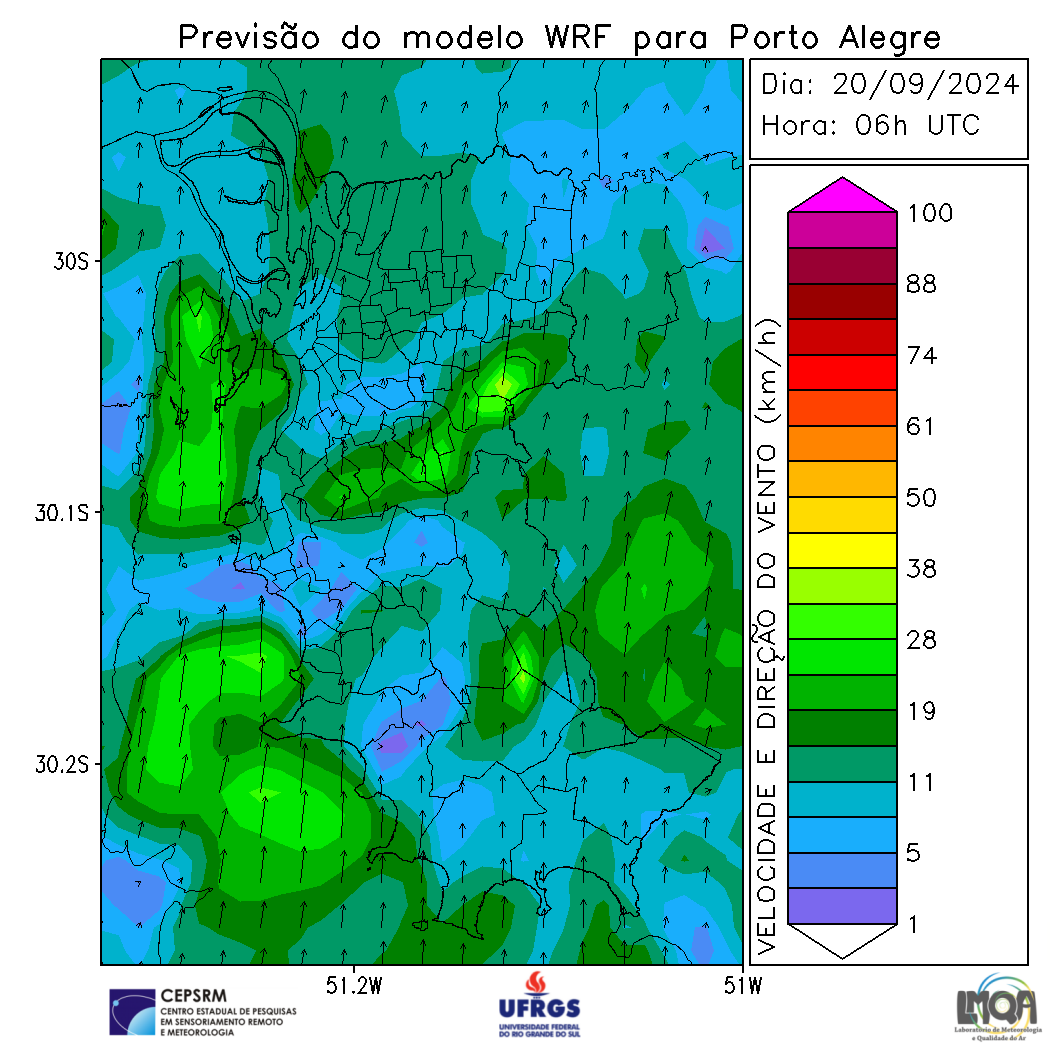 Previsão do modelo WRF para Porto Alegre
Dia: 20/09/2024
Hora: 06h UTC
30S
30.1S
30.2S
51.2W
51W
VELOCIDADE E DIREÇÃO DO VENTO (km/h)
100
88
74
61
50
38
28
19
11
5
1
CEPSRM
CENTRO ESTADUAL DE PESQUISAS
EM SENSORIAMENTO REMOTO
E METEOROLOGIA
UFRGS
UNIVERSIDADE FEDERAL
DO RIO GRANDE DO SUL
LMQA
Laboratório de Meteorologia
e Qualidade do Ar